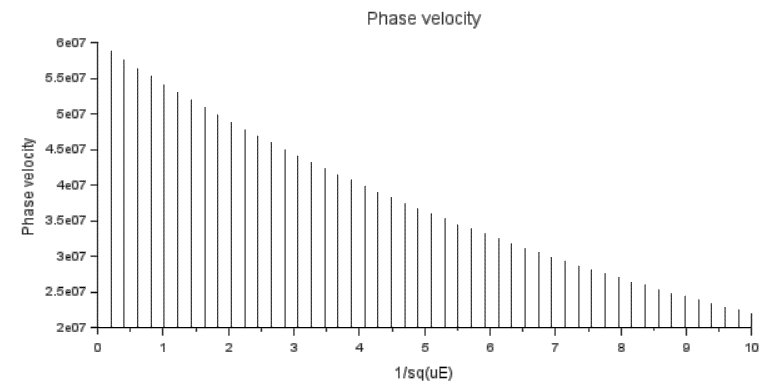 Phase velocity
6e07
5.5e07
5e07
4.5e07
4e07
3.5e07
3e07
2.5e07
2e07
Phase velocity
0 1 2 3 4 5 6 7 8 9 10
1/sq(uE)